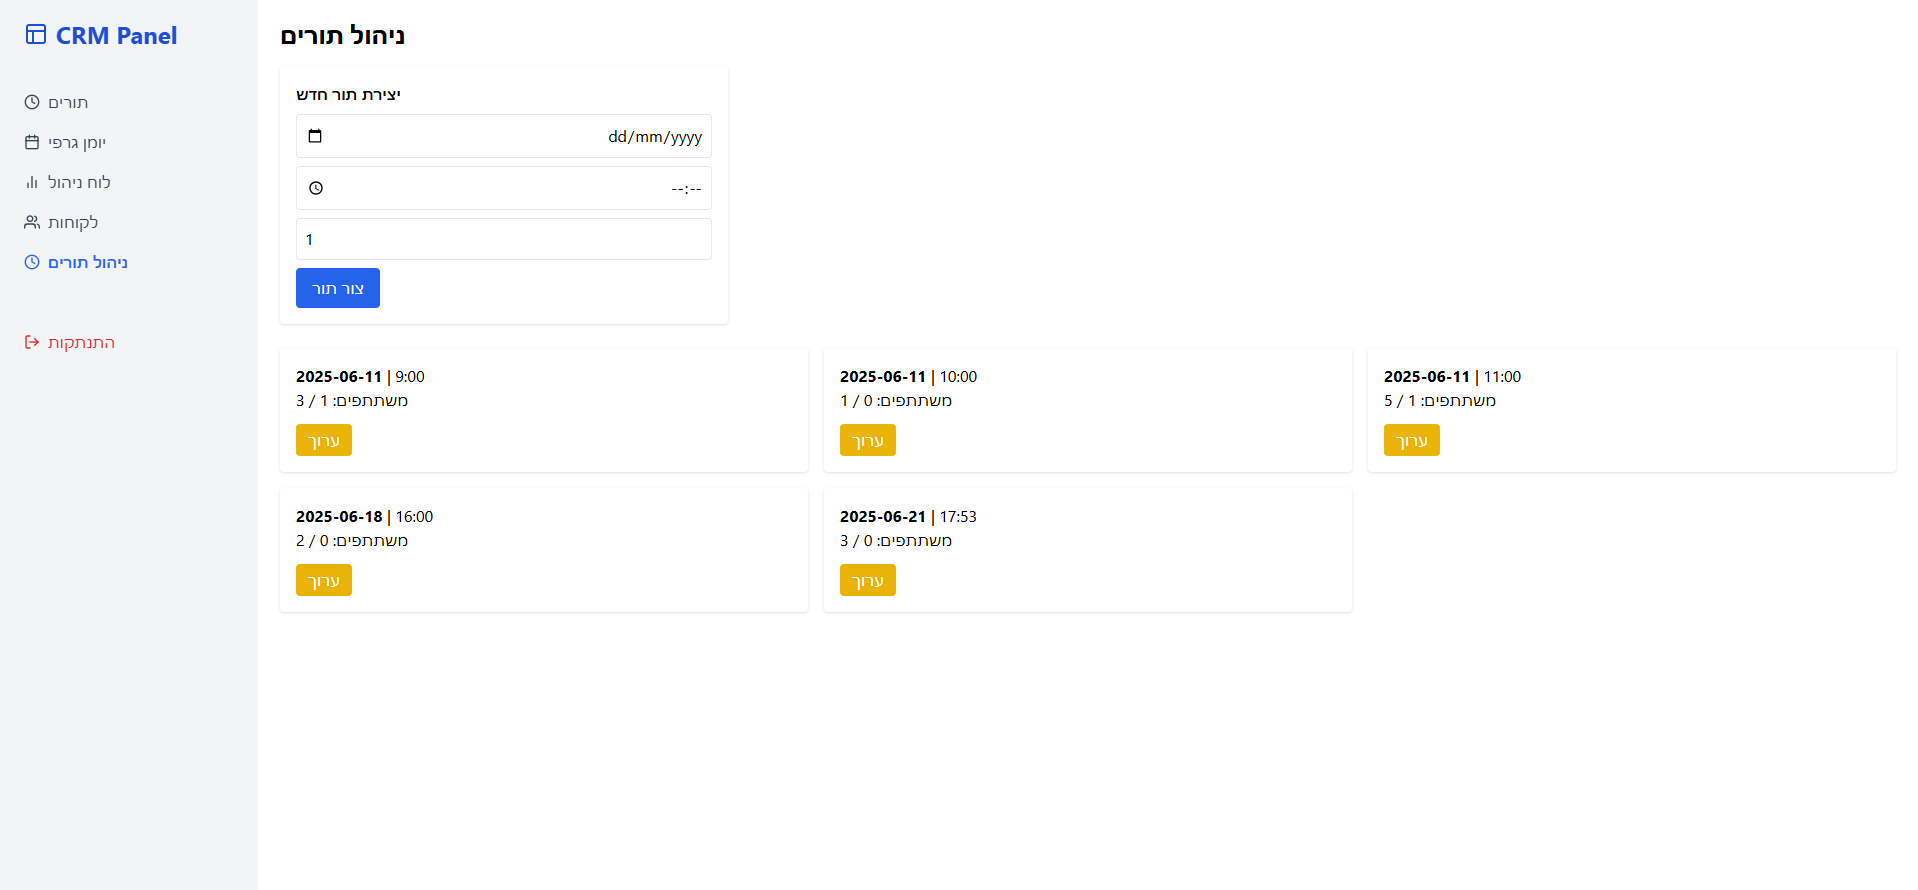 CRM Panel
תורים
יומן גרפי
לוח ניהול
לקוחות
ניהול תורים
התנתקות
ניהול תורים
יצירת תור חדש
dd/mm/yyyy
--:--
1
צור תור
2025-06-11 | 9:00
משתתפים: 1 / 3
ערוך
2025-06-11 | 10:00
משתתפים: 0 / 1
ערוך
2025-06-11 | 11:00
משתתפים: 1 / 5
ערוך
2025-06-18 | 16:00
משתתפים: 0 / 2
ערוך
2025-06-21 | 17:53
משתתפים: 0 / 3
ערוך